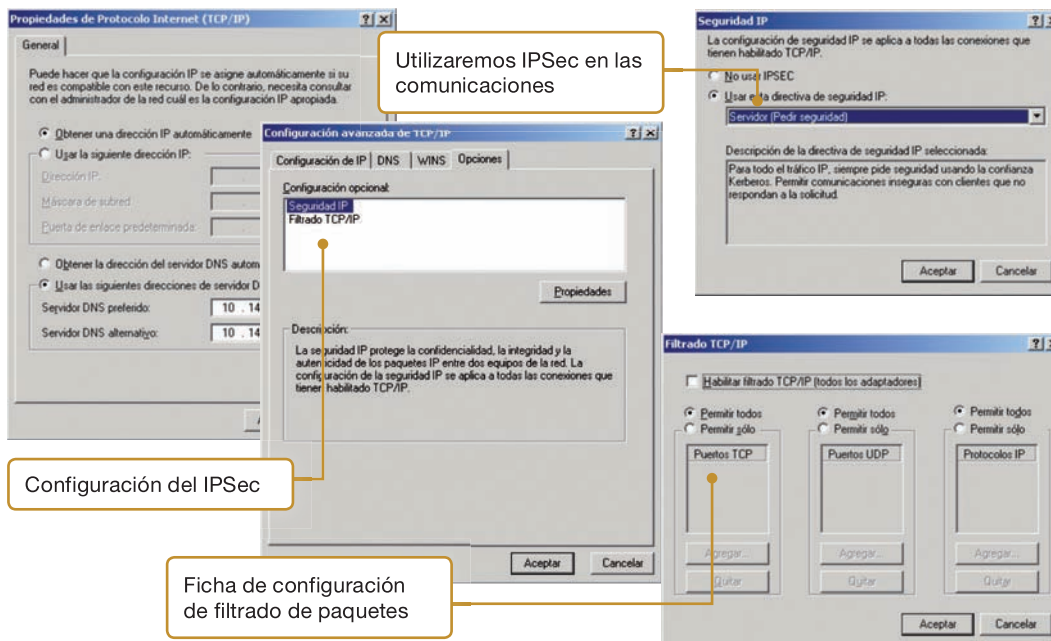 Propiedades de Protocolo Internet (TCP/IP)
General
Puede hacer que la configuración IP se asigne automáticamente si su
red es compatible con este recurso. De lo contrario, necesita consultar
con el administrador de la red cuál es la configuración IP apropiada.
Obtener una dirección IP automáticamente
Usar la siguiente dirección IP:
Dirección IP:
Máscara de subred
Puerta de enlace predeterminada:
Obtener la dirección del servidor DNS autom
Usar las siguientes direcciones de servidor D
Servidor DNS preferido: 10 . 14
Servidor DNS alternativo: 10 . 14
A
Utilizaremos IPSec en las
comunicaciones
Configuración avanzada de TCP/IP
Configuración de IP DNS WINS Opciones
Configuración opcional:
Seguridad IP
Filtrado TCP/IP
Propiedades
Descripción:
La seguridad IP protege la confidencialidad, la integridad y la
autenticidad de los paquetes IP entre dos equipos de la red. La
configuración de la seguridad IP se aplica a todas las conexiones que
tienen habilitado TCP/IP.
Aceptar Cancelar
Configuración del IPSec
Ficha de configuración
de filtrado de paquetes
Seguridad IP
La configuración de seguridad IP se aplica a todas las conexiones que
tienen habilitado TCP/IP.
No usar IPSEC
Usar esta directiva de seguridad IP:
Servidor (Pedir seguridad)
Descripción de la directiva de seguridad IP seleccionada:
Para todo el tráfico IP, siempre pide seguridad usando la confianza
Kerberos. Permitir comunicaciones inseguras con clientes que no
respondan a la solicitud.
Aceptar Cancelar
Filtrado TCP/IP
Habilitar filtrado TCP/IP (todos los adaptadores)
Permitir todos Permitir todos Permitir todos
Permitir sólo Permitir sólo Permitir sólo
Puertos TCP Puertos UDP Protocolos IP
Agregar... Agregar... Agregar...
Quitar Quitar Quitar
Aceptar Cancelar